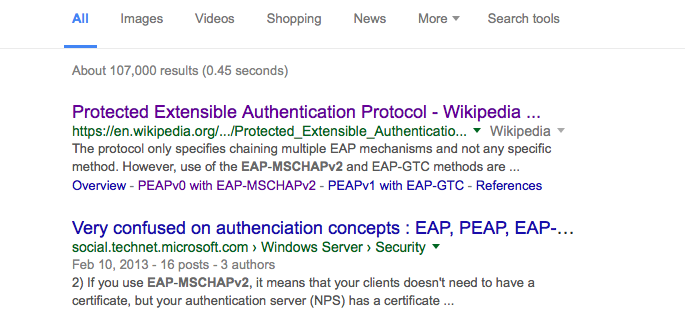 All Images Videos Shopping News More Search tools
About 107,000 results (0.45 seconds)
Protected Extensible Authentication Protocol - Wikipedia ...
https://en.wikipedia.org/.../Protected_Extensible_Authenticatio... Wikipedia
The protocol only specifies chaining multiple EAP mechanisms and not any specific
method. However, use of the EAP-MSCHAPv2 and EAP-GTC methods are ...
Overview - PEAPv0 with EAP-MSCHAPv2 - PEAPv1 with EAP-GTC - References
Very confused on authenciation concepts : EAP, PEAP, EAP-...
social.technet.microsoft.com › Windows Server › Security
Feb 10, 2013 - 16 posts - 3 authors
2) If you use EAP-MSCHAPv2, it means that your clients doesn't need to have a
certificate, but your authentication server (NPS) has a certificate ...